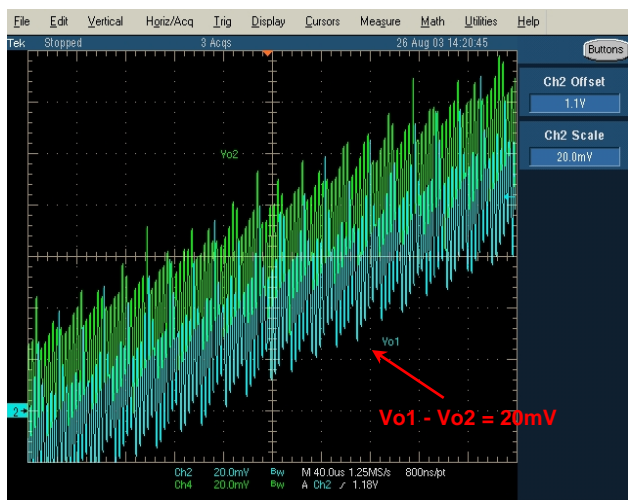 File Edit Vertical Horiz/Acq Trig Display Cursors Measure Math Utilities Help
Tek Stopped 3 Acqs 26 Aug 03 14:20:45
Buttons
Ch2 Offset
1.1V
Ch2 Scale
20.0mV
Vo2
Vo1
2
Vo1 - Vo2 = 20mV
Ch2 20.0mV Bw M 40.0us 1.25MS/s 800ns/pt
Ch4 20.0mV Bw A Ch2 ∕ 1.18V